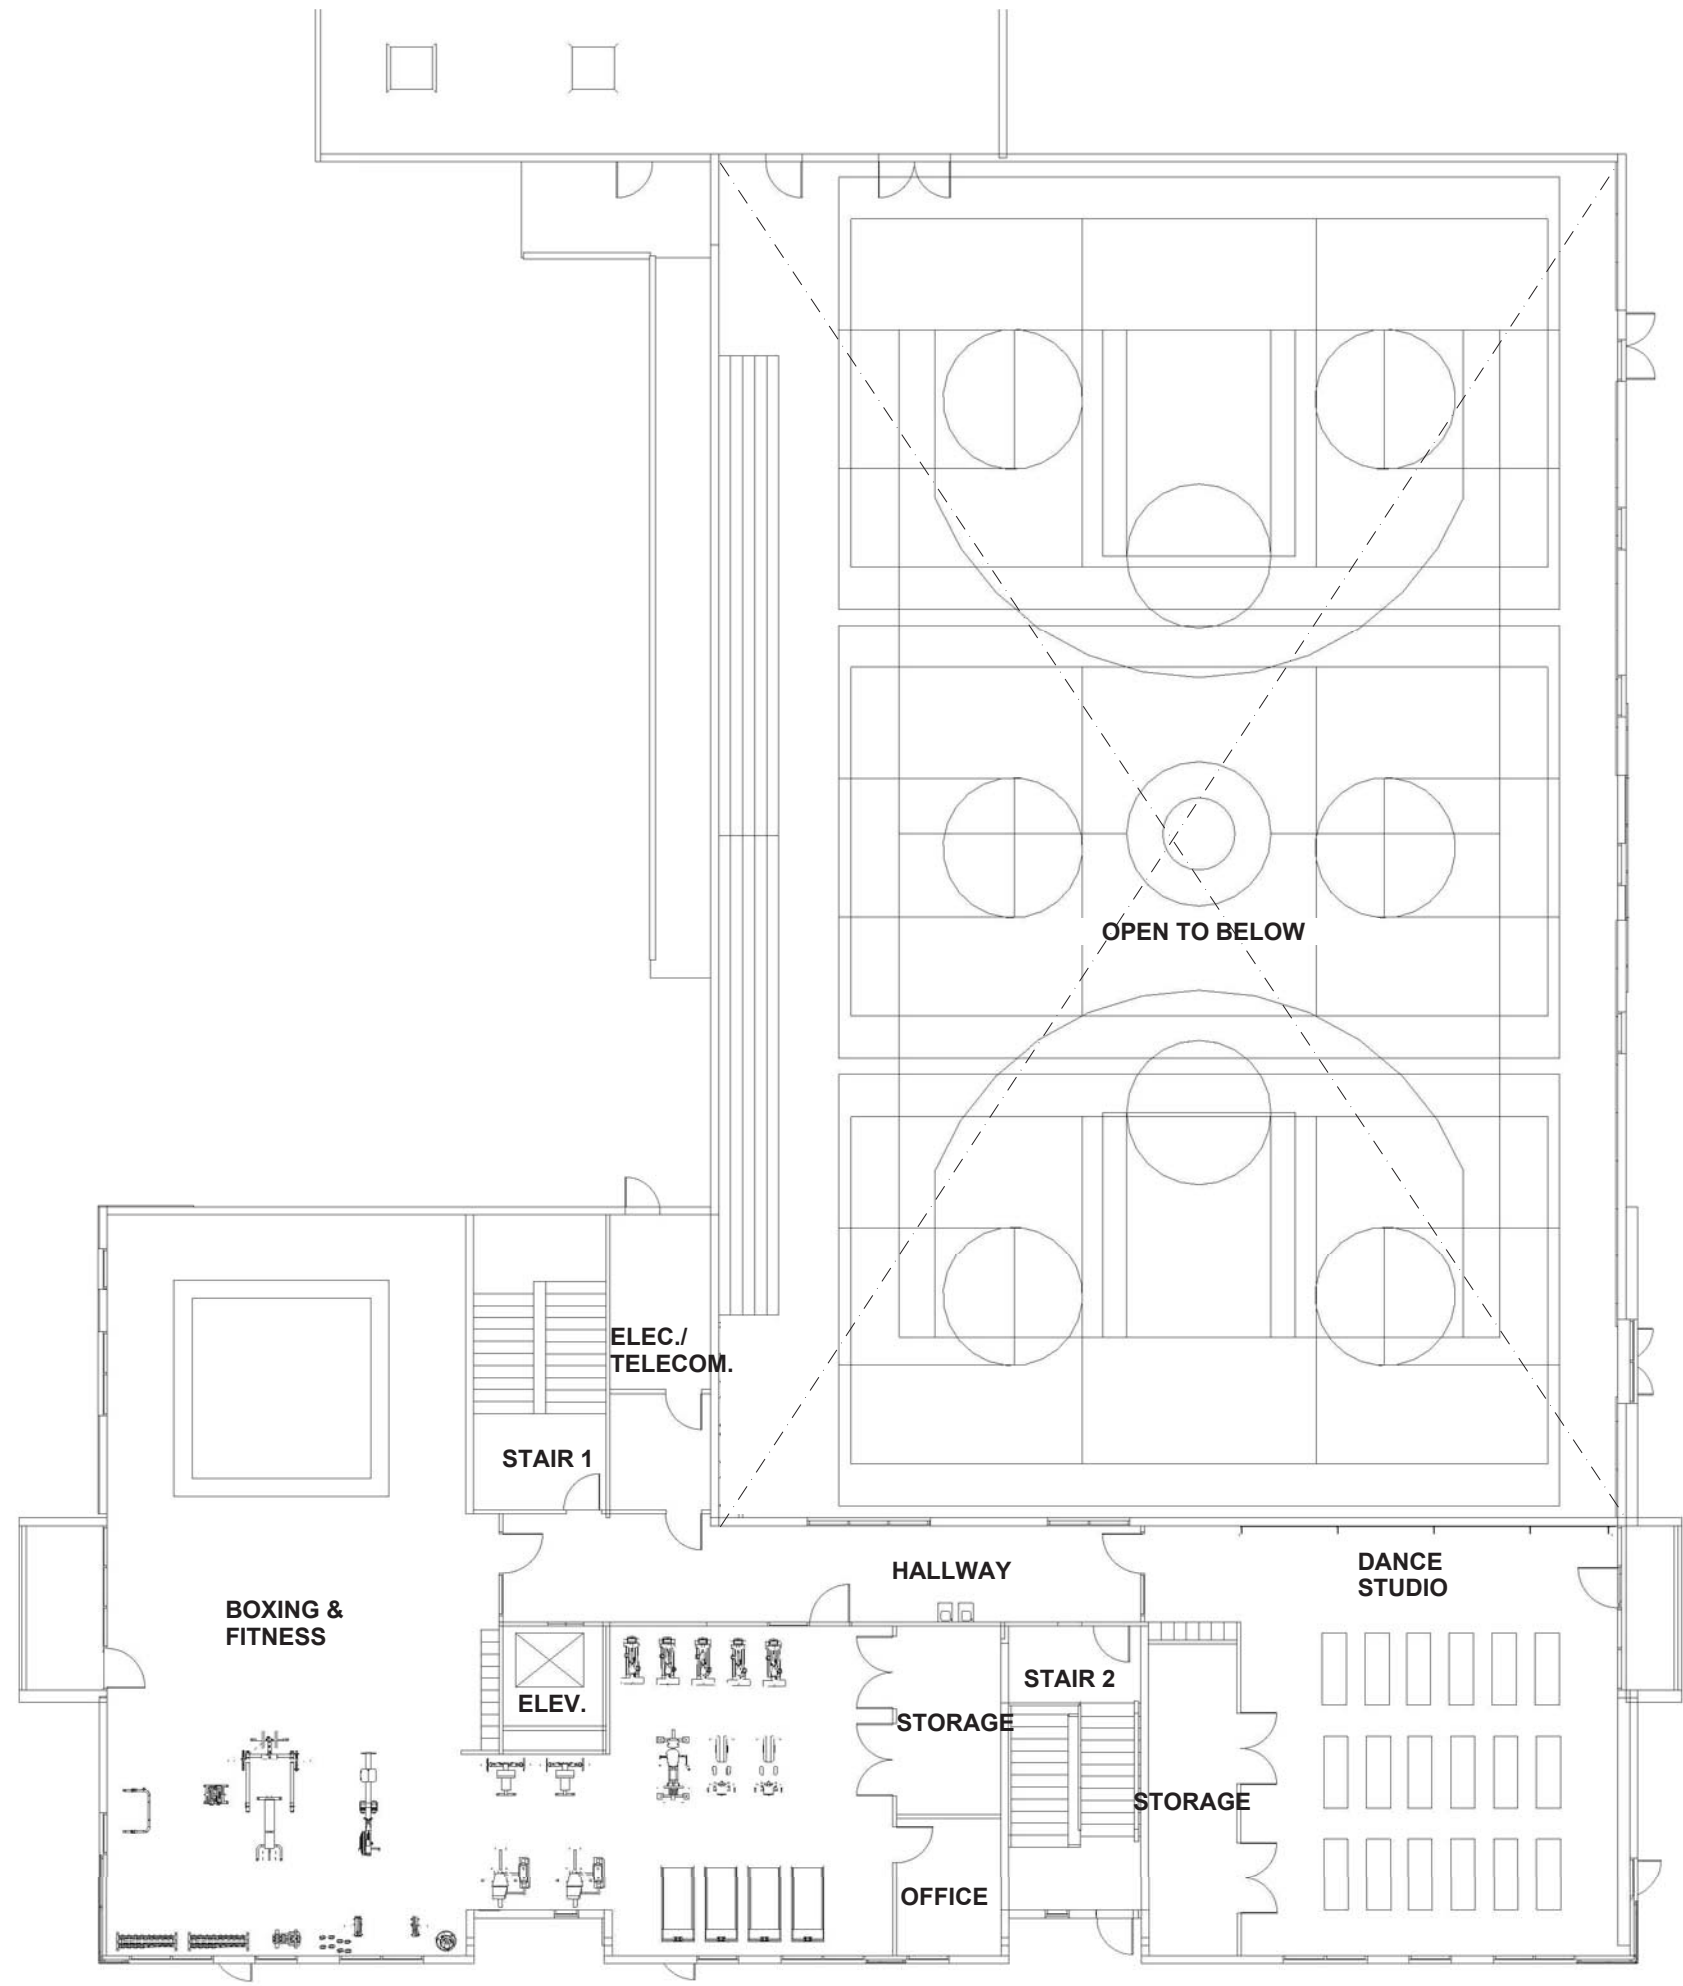 OPEN TO BELOW
ELEC./
TELECOM.
STAIR 1
HALLWAY
DANCE
STUDIO
BOXING &
FITNESS
STAIR 2
ELEV.
STORAGE
STORAGE
OFFICE